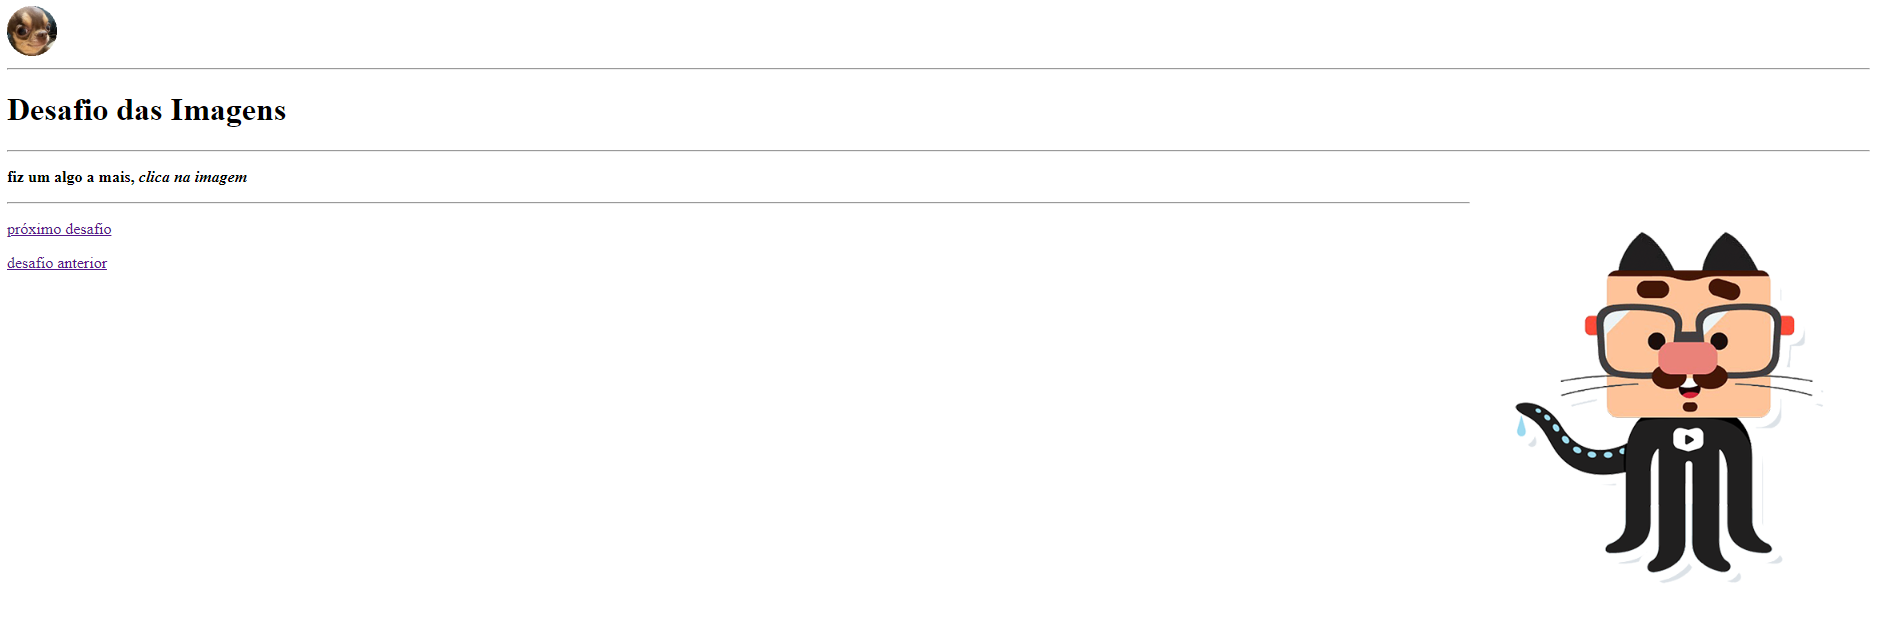 Desafio das Imagens
fiz um algo a mais, clica na imagem
próximo desafio
desafio anterior